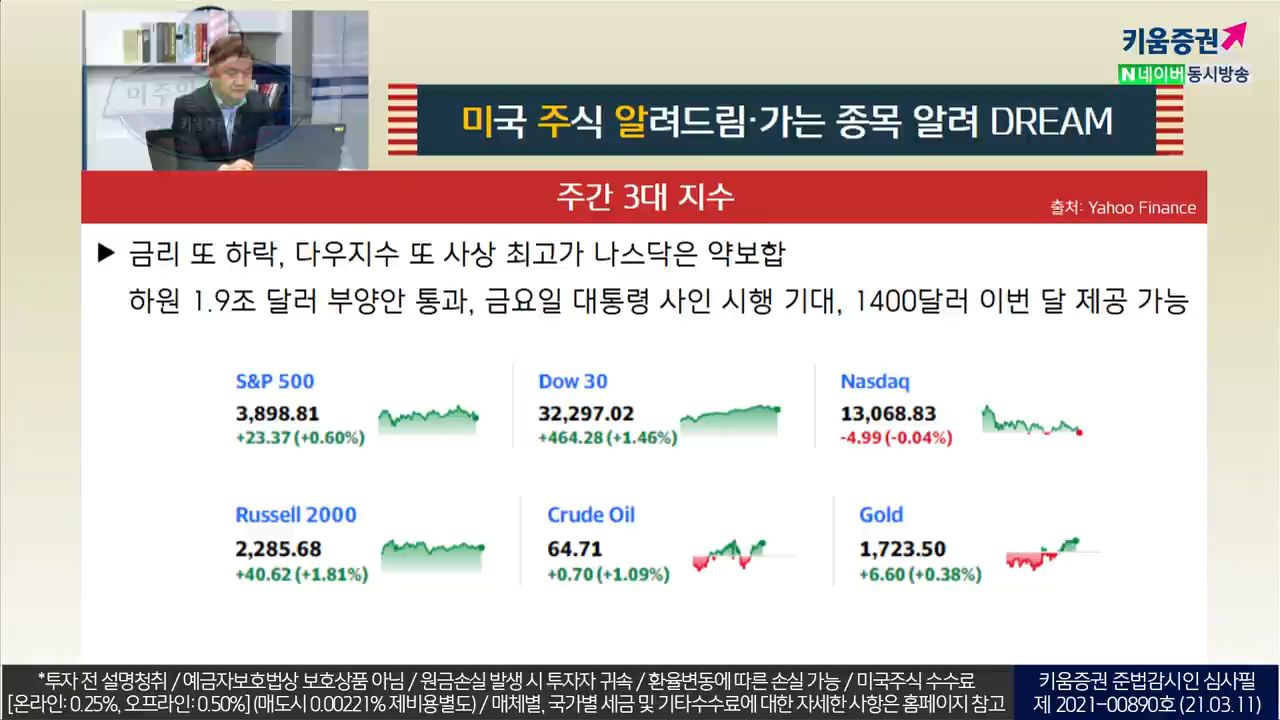 키움증권
N네이버동시방송
미주알
키움증권
미국 주식 알려드림·가는 종목 알려 DREAM
주간 3대 지수
출처: Yahoo Finance
▶ 금리 또 하락, 다우지수 또 사상 최고가 나스닥은 약보합
하원 1.9조 달러 부양안 통과, 금요일 대통령 사인 시행 기대, 1400달러 이번 달 제공 가능
S&P 500 Dow 30 Nasdaq
3,898.81 32,297.02 13,068.83
+23.37 (+0.60%) +464.28 (+1.46%) -4.99 (-0.04%)
Russell 2000 Crude Oil Gold
2,285.68 64.71 1,723.50
+40.62 (+1.81%) +0.70 (+1.09%) +6.60 (+0.38%)
*투자 전 설명청취 / 예금자보호법상 보호상품 아님 / 원금손실 발생 시 투자자 귀속 / 환율변동에 따른 손실 가능 / 미국주식 수수료
[온라인: 0.25%, 오프라인: 0.50%] (매도시 0.00221% 제비용별도) / 매체별, 국가별 세금 및 기타수수료에 대한 자세한 사항은 홈페이지 참고
키움증권 준법감시인 심사필
제 2021-00890호 (21.03.11)